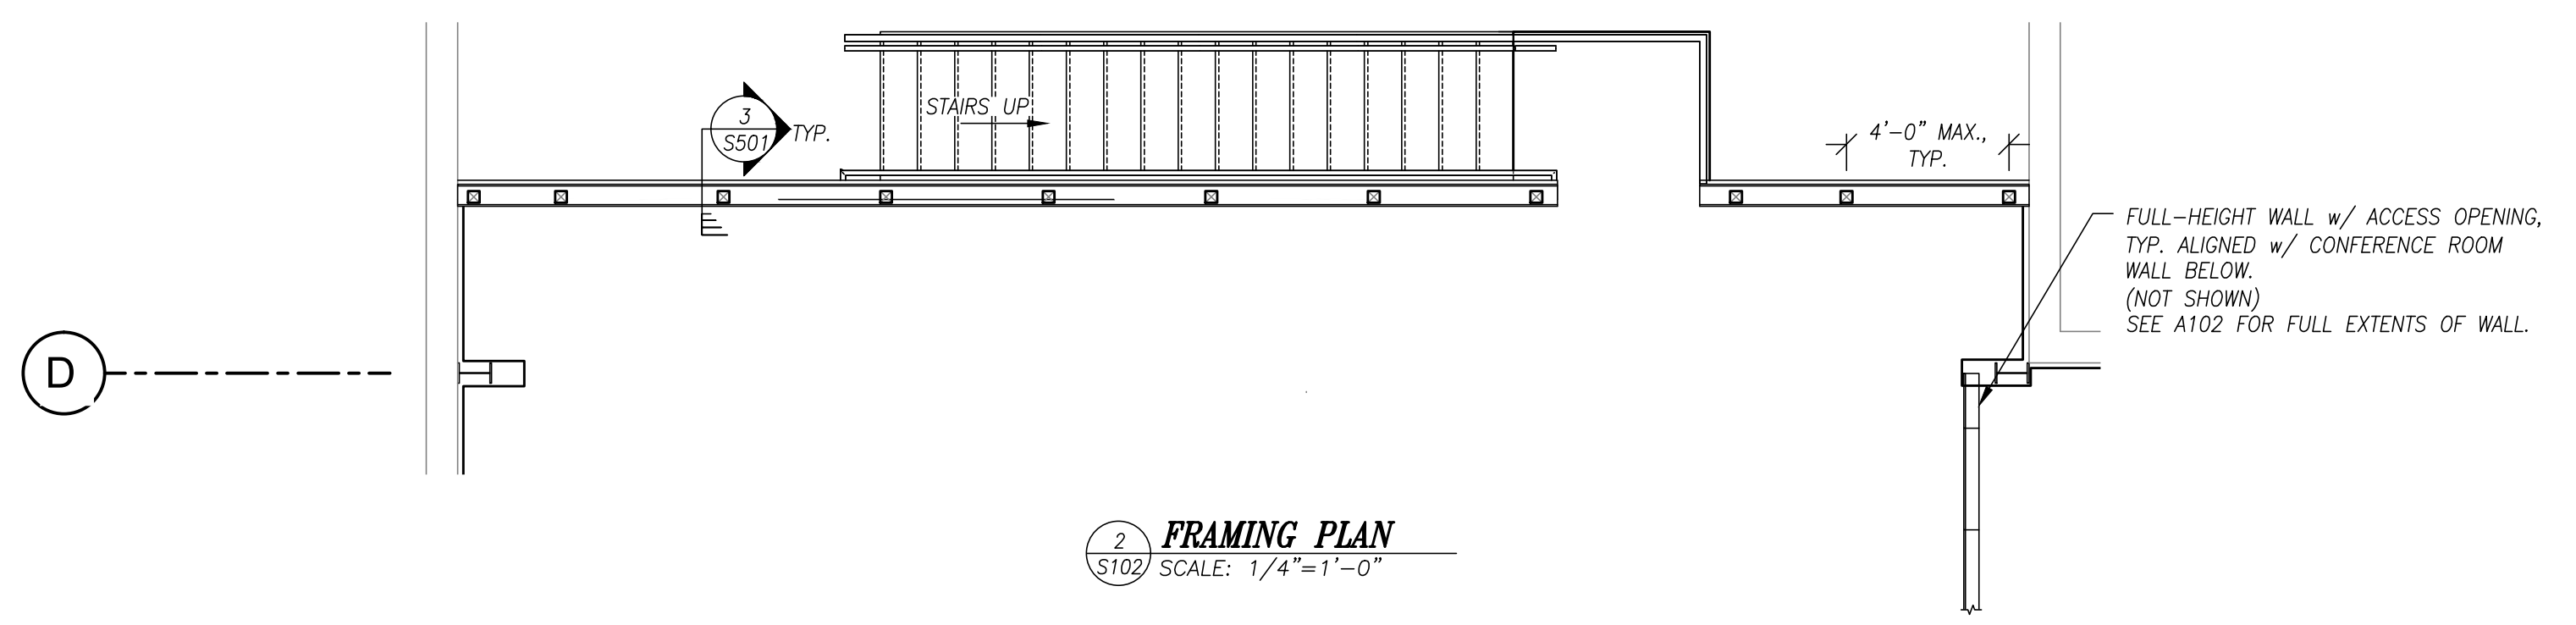 3
S501
TYP.
STAIRS UP
4'-0" MAX.,
TYP.
FULL-HEIGHT WALL w/ ACCESS OPENING,
TYP. ALIGNED w/ CONFERENCE ROOM
WALL BELOW.
(NOT SHOWN)
SEE A102 FOR FULL EXTENTS OF WALL.
D
2
S102
FRAMING PLAN
SCALE: 1/4"=1'-0"